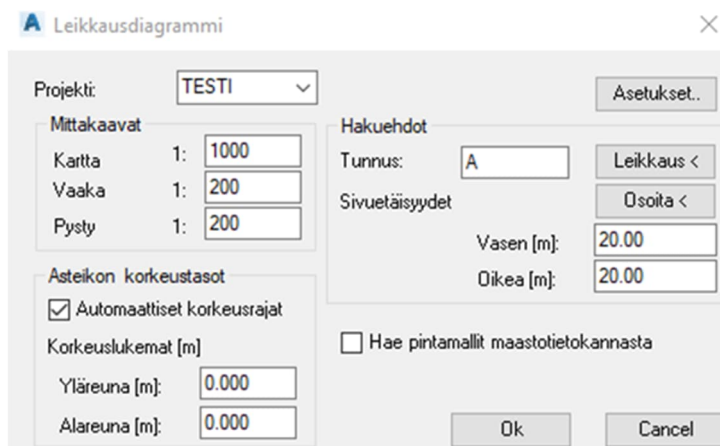 A Leikkausdiagrammi
Projekti: TESTI Asetukset..
Mittakaavat
Kartta 1: 1000
Vaaka 1: 200
Pysty 1: 200
Hakuehdot
Tunnus: A Leikkaus <
Sivuetäisyydet Osoita <
Vasen [m]: 20.00
Oikea [m]: 20.00
Asteikon korkeustasot
Automaattiset korkeusrajat
Korkeuslukemat [m]
Yläreuna [m]: 0.000
Alareuna [m]: 0.000
Hae pintamallit maastotietokannasta
Ok Cancel